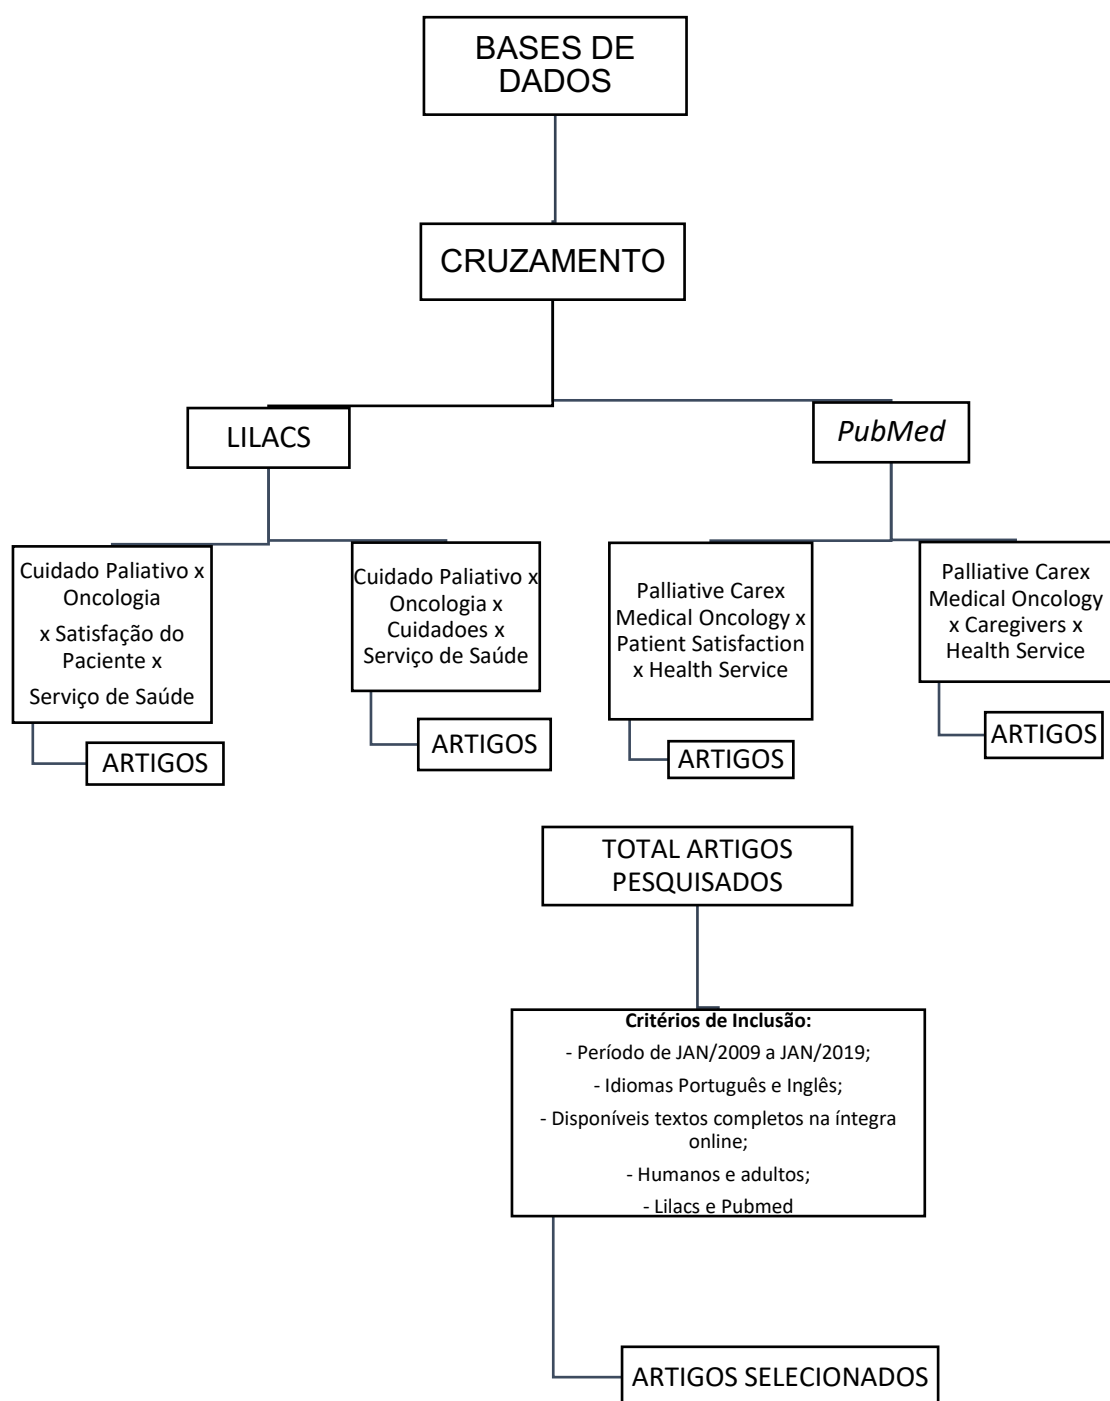 BASES DE
DADOS
CRUZAMENTO
LILACS
PubMed
Cuidado Paliativo x
Oncologia
x Satisfação do
Paciente x
Serviço de Saúde
ARTIGOS
Cuidado Paliativo x
Oncologia x
Cuidadoes x
Serviço de Saúde
ARTIGOS
Palliative Carex
Medical Oncology x
Patient Satisfaction
x Health Service
ARTIGOS
Palliative Carex
Medical Oncology
x Caregivers x
Health Service
ARTIGOS
TOTAL ARTIGOS
PESQUISADOS
Critérios de Inclusão:
- Período de JAN/2009 a JAN/2019;
- Idiomas Português e Inglês;
- Disponíveis textos completos na íntegra
online;
- Humanos e adultos;
- Lilacs e Pubmed
ARTIGOS SELECIONADOS